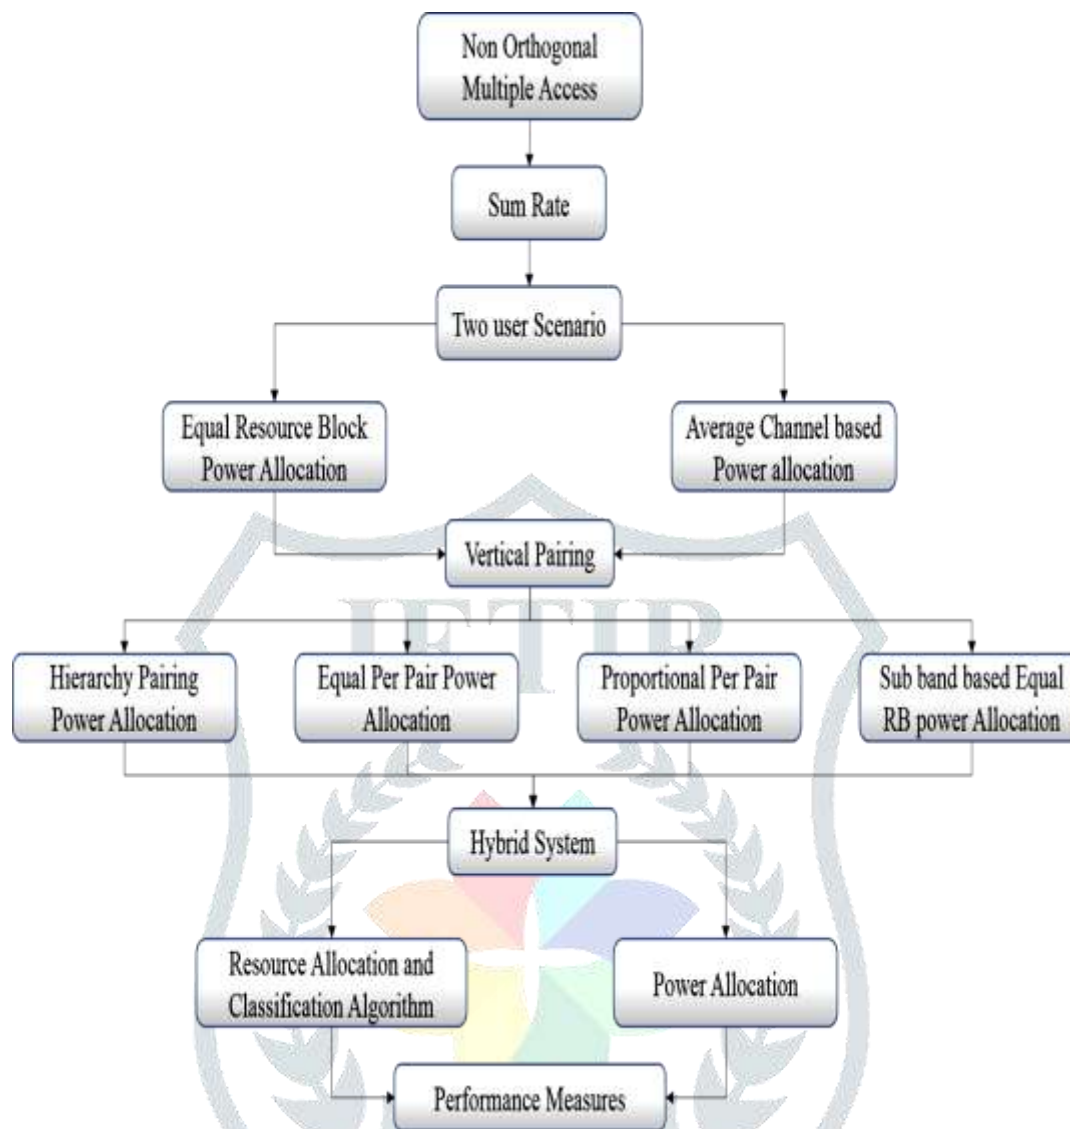 Non Orthogonal
Multiple Access
Sum Rate
Two user Scenario
Equal Resource Block
Power Allocation
Average Channel based
Power allocation
Vertical Pairing
JETIR
Hierarchy Pairing
Power Allocation
Equal Per Pair Power
Allocation
Proportional Per Pair
Power Allocation
Sub band based Equal
RB power Allocation
Hybrid System
Resource Allocation and
Classification Algorithm
Power Allocation
Performance Measures